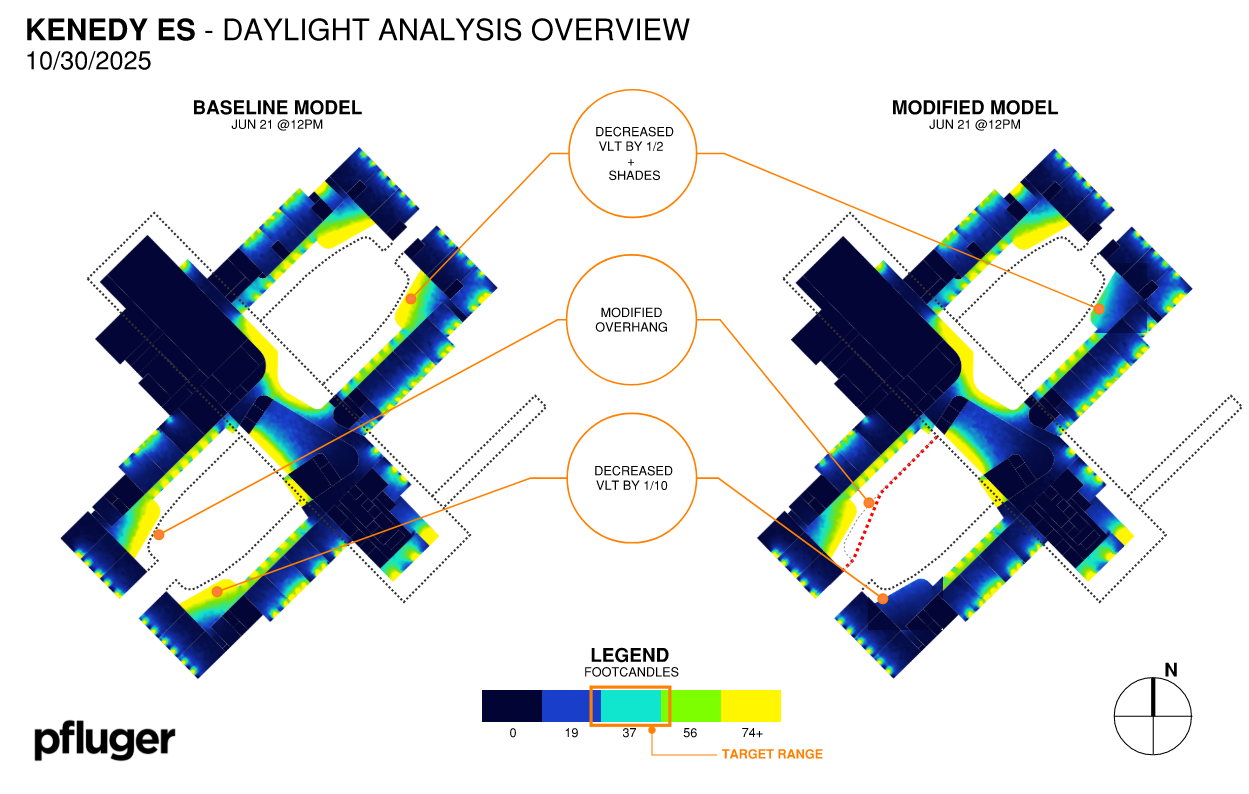 KENEDY ES - DAYLIGHT ANALYSIS OVERVIEW
10/30/2025
BASELINE MODEL
JUN 21 @12PM
MODIFIED MODEL
JUN 21 @12PM
DECREASED
VLT BY 1/2
+
SHADES
MODIFIED
OVERHANG
DECREASED
VLT BY 1/10
LEGEND
FOOTCANDLES
0 19 37 56 74+
TARGET RANGE
N
pfluger